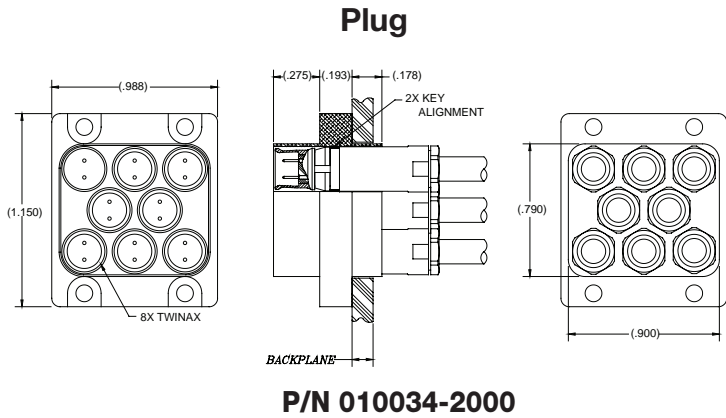 Plug
(.988)
(1.150)
8X TWINAX
(.275)
(.193)
(.178)
2X KEY
ALIGNMENT
BACKPLANE
(.790)
(.900)
P/N 010034-2000